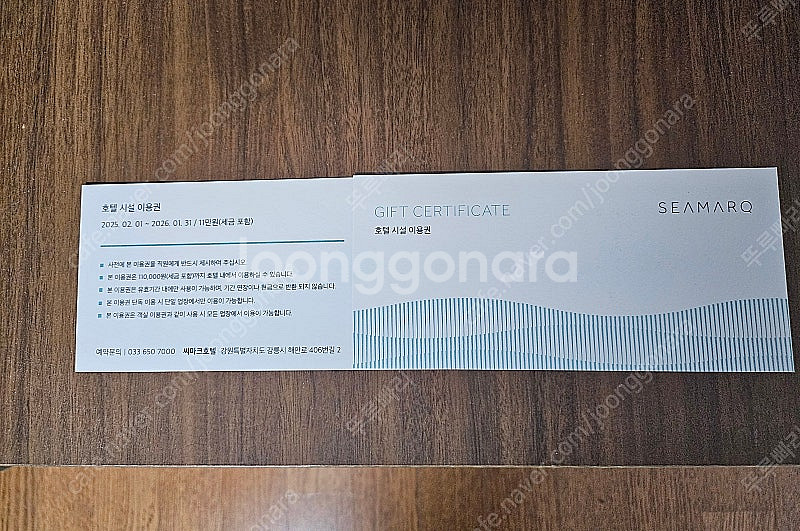 호텔 시설 이용권
2025. 02. 01 ~ 2026. 01. 31 / 11만원(세금 포함)
사전에 본 이용권을 직원에게 반드시 제시하여 주십시오.
본 이용권은 110,000원(세금 포함)까지 호텔 내에서 이용하실 수 있습니다.
본 이용권은 유효기간 내에만 사용이 가능하며, 기간 연장이나 현금으로 반환 되지 않습니다.
본 이용권 단독 이용 시 단일 업장에서만 이용이 가능합니다.
본 이용권은 객실 이용권과 같이 사용 시 모든 업장에서 이용이 가능합니다.
예약문의 | 033 650 7000 씨마크호텔 | 강원특별자치도 강릉시 해안로 406번길 2
GIFT CERTIFICATE
호텔 시설 이용권
SEAMARQ
joonggonara
cafe.naver.com/joonggonara
뚜루빼리